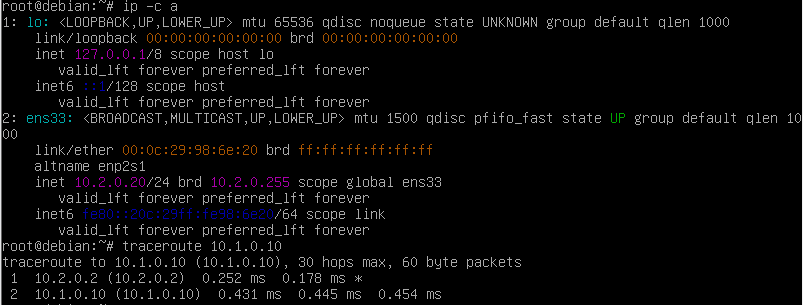 root@debian:~# ip -c a
1: lo: <LOOPBACK,UP,LOWER_UP> mtu 65536 qdisc noqueue state UNKNOWN group default qlen 1000
link/loopback 00:00:00:00:00:00 brd 00:00:00:00:00:00
inet 127.0.0.1/8 scope host lo
valid_lft forever preferred_lft forever
inet6 ::1/128 scope host
valid_lft forever preferred_lft forever
2: ens33: <BROADCAST,MULTICAST,UP,LOWER_UP> mtu 1500 qdisc pfifo_fast state UP group default qlen 10
00
link/ether 00:0c:29:98:6e:20 brd ff:ff:ff:ff:ff:ff
altname enp2s1
inet 10.2.0.20/24 brd 10.2.0.255 scope global ens33
valid_lft forever preferred_lft forever
inet6 fe80::20c:29ff:fe98:6e20/64 scope link
valid_lft forever preferred_lft forever
root@debian:~# traceroute 10.1.0.10
traceroute to 10.1.0.10 (10.1.0.10), 30 hops max, 60 byte packets
1 10.2.0.2 (10.2.0.2) 0.252 ms 0.178 ms *
2 10.1.0.10 (10.1.0.10) 0.431 ms 0.445 ms 0.454 ms